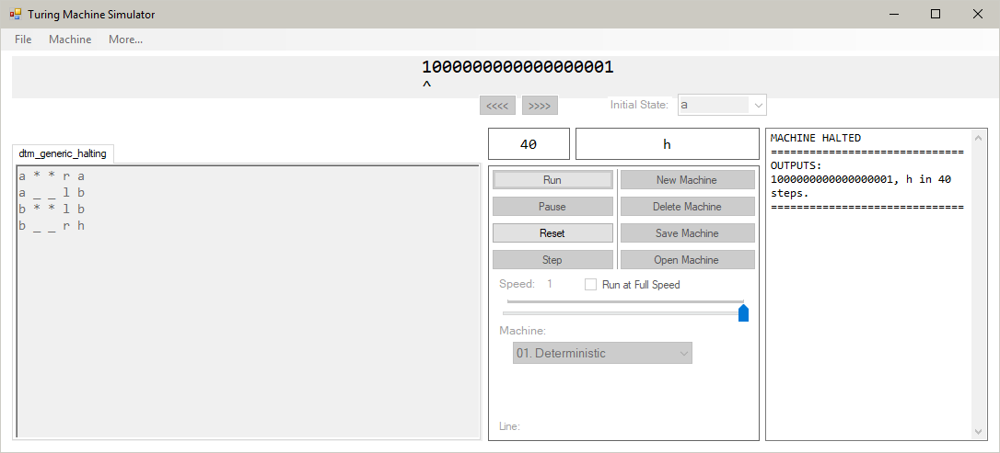 Turing Machine Simulator
File Machine More...
1000000000000000001
^
<<<< >>>> Initial State: a
dtm_generic_halting
a * * r a
a _ _ l b
b * * l b
b _ _ r h
40 h
Run New Machine
Pause Delete Machine
Reset Save Machine
Step Open Machine
Speed: 1 Run at Full Speed
Machine:
01. Deterministic
Line:
MACHINE HALTED
==============================
OUTPUTS:
1000000000000000001, h in 40
steps.
==============================